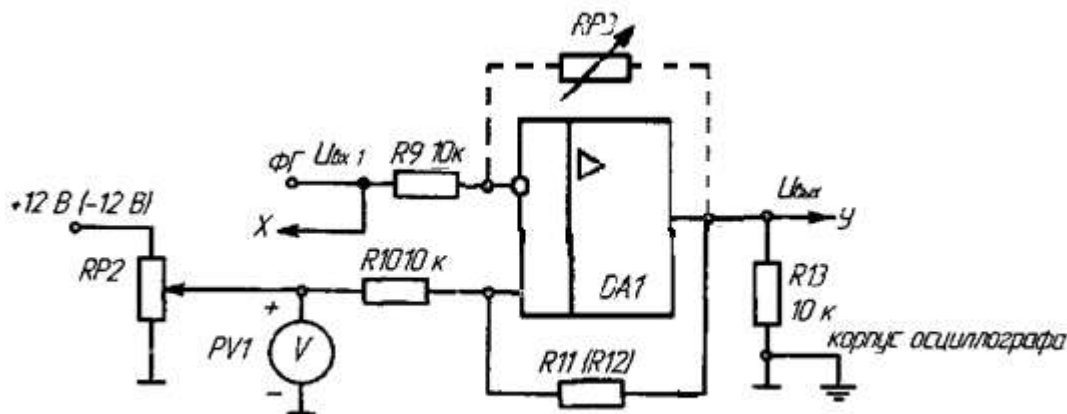 RP3
ФГ Uвх 1
R9 10к
+12 В (-12 В)
X
Uвых
У
RP2
R10 10 к
DA1
R13
10 к
PV1
+
V
-
R11 (R12)
корпус осциллографа